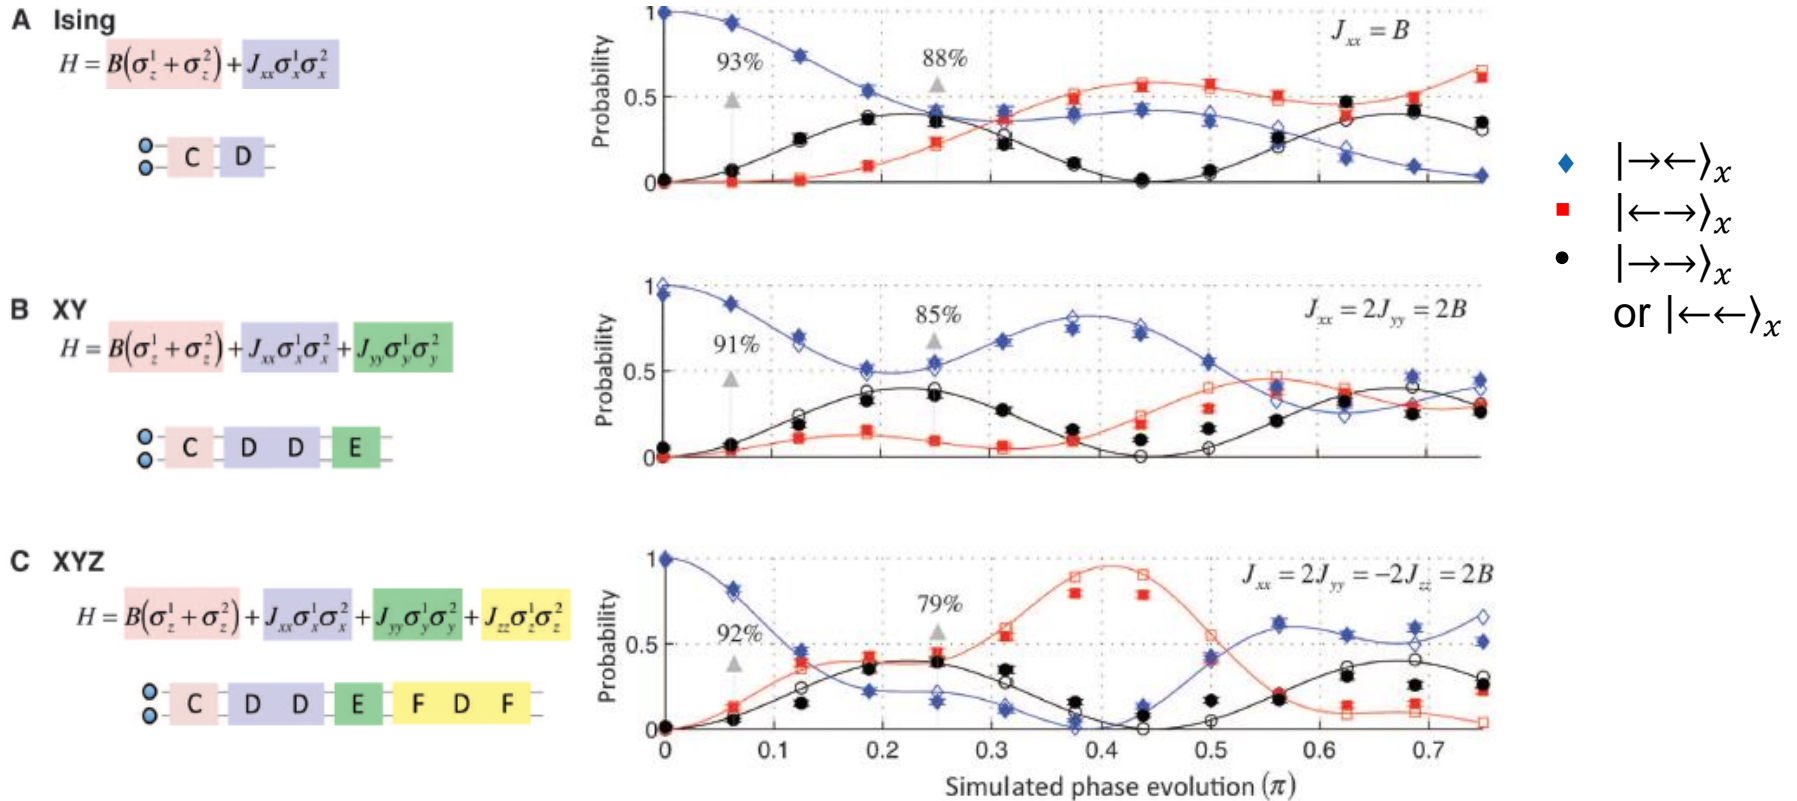 A Ising
H = B(σ_z^1 + σ_z^2) + J_xx σ_x^1 σ_x^2
C D
Probability
1
0.5
0
93%
88%
J_xx = B
B XY
H = B(σ_z^1 + σ_z^2) + J_xx σ_x^1 σ_x^2 + J_yy σ_y^1 σ_y^2
C D D E
Probability
1
0.5
0
91%
85%
J_xx = 2J_yy = 2B
C XYZ
H = B(σ_z^1 + σ_z^2) + J_xx σ_x^1 σ_x^2 + J_yy σ_y^1 σ_y^2 + J_zz σ_z^1 σ_z^2
C D D E F D F
Probability
1
0.5
0
92%
79%
J_xx = 2J_yy = −2J_zz = 2B
0 0.1 0.2 0.3 0.4 0.5 0.6 0.7
Simulated phase evolution (π)
|→←⟩_x
|←→⟩_x
|→→⟩_x
or |←←⟩_x